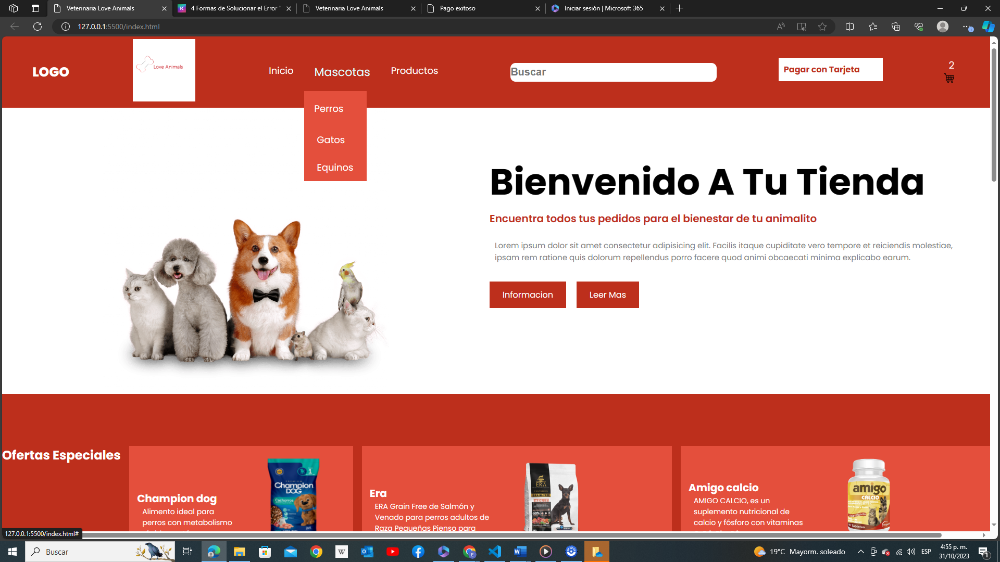 Veterinaria Love Animals
4 Formas de Solucionar el Error "
Veterinaria Love Animals
Pago exitoso
Iniciar sesión | Microsoft 365
127.0.0.1:5500/index.html
LOGO
Love Animals
Inicio
Mascotas
Productos
Buscar
Pagar con Tarjeta
2
Perros
Gatos
Equinos
Bienvenido A Tu Tienda
Encuentra todos tus pedidos para el bienestar de tu animalito
Lorem ipsum dolor sit amet consectetur adipisicing elit. Facilis itaque cupiditate vero tempore et reiciendis molestiae,
ipsam rem ratione quis dolorum repellendus porro facere quod animi obcaecati minima explicabo earum.
Informacion
Leer Mas
Ofertas Especiales
Champion dog
Alimento ideal para
perros con metabolismo
PREMIUM
Champion
DOG
Cachorros
Era
ERA Grain Free de Salmón y
Venado para perros adultos de
Raza Pequeñas Pienso para
ERA
GRAIN-FREE
ADULT
60%
Amigo calcio
AMIGO CALCIO, es un
suplemento nutricional de
calcio y fósforo con vitaminas
amigo
CALCIO
Tabletas
127.0.0.1:5500/index.html#
Buscar
19°C Mayorm. soleado
ESP
4:55 p. m.
31/10/2023
1